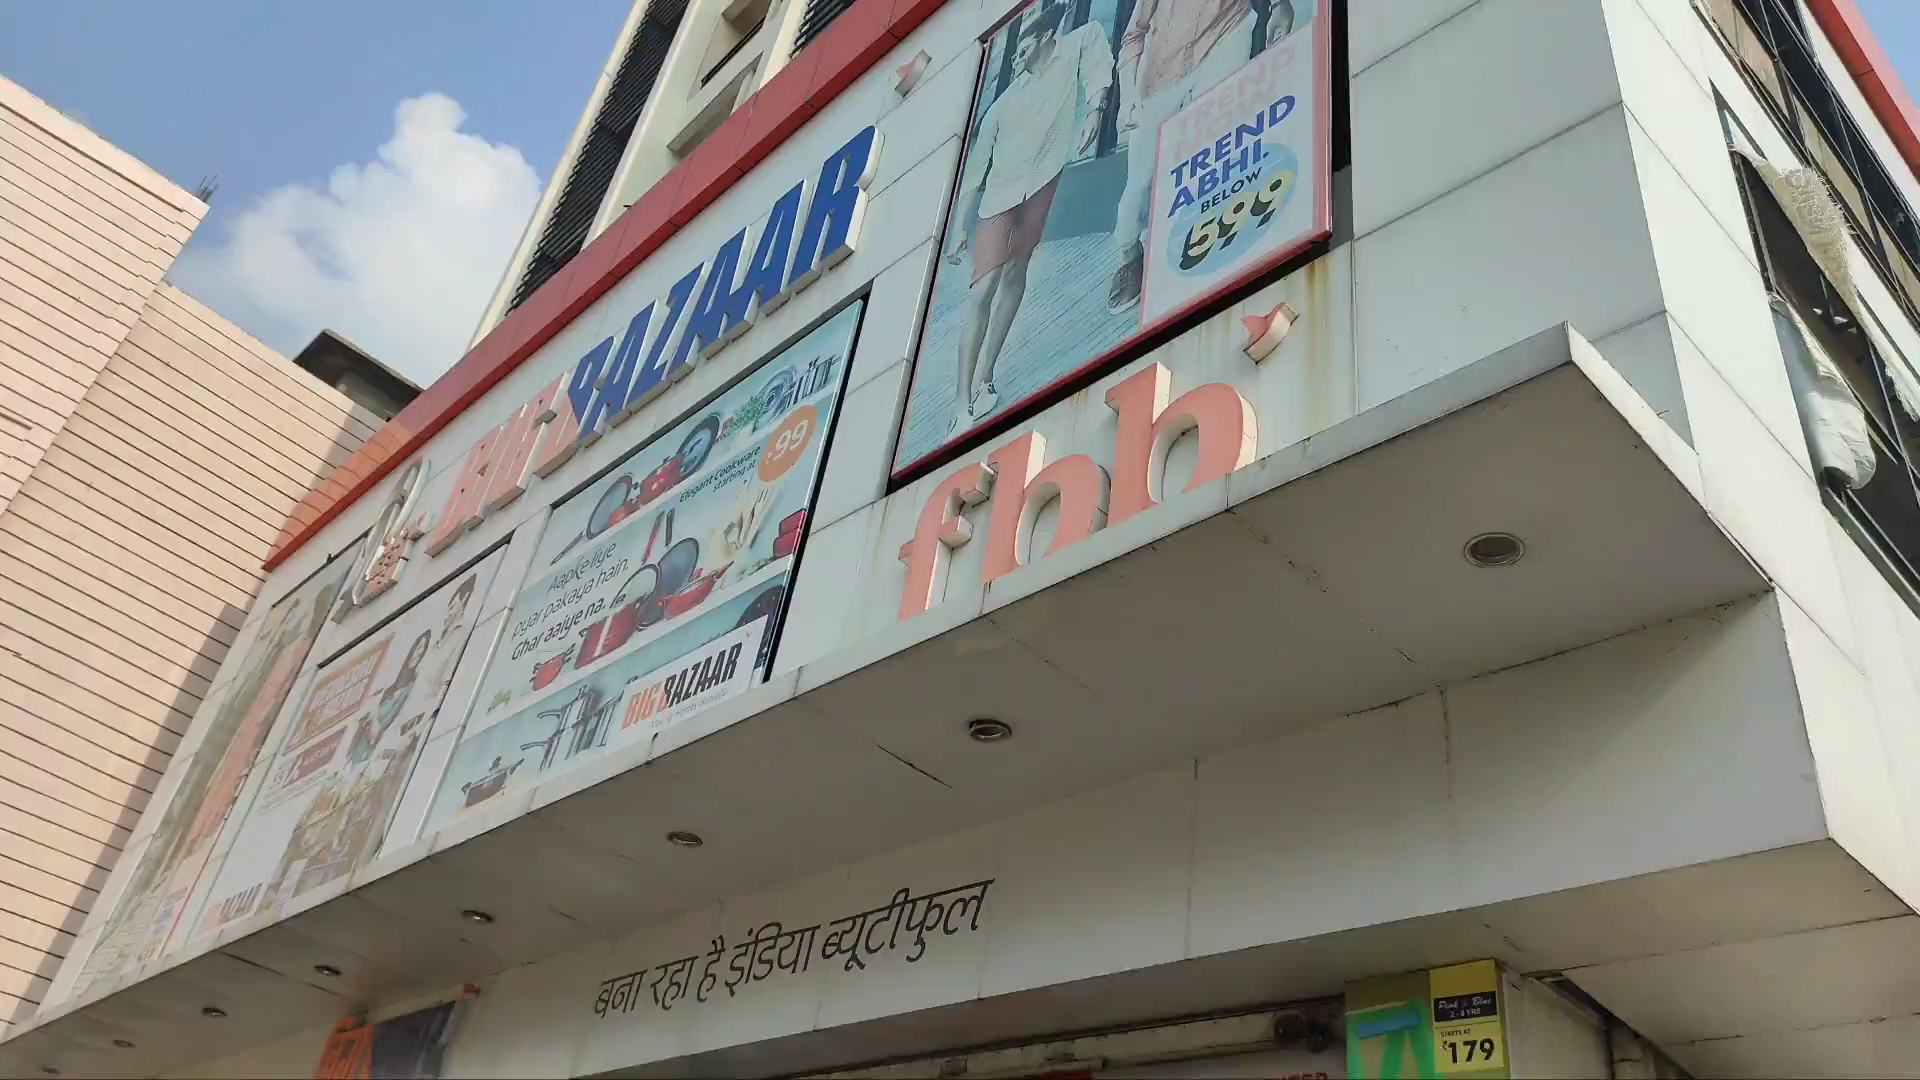 BIG BAZAAR
TREND
TREND
ABHI.
BELOW
599
fbb
Elegant Cookware
starting at
₹99
Aapke liye
pyar pakaya hain.
Ghar aaiye na.
BIG BAZAAR
बना रहा है इंडिया ब्यूटीफुल
Pink & Blue
2-8 YRS
STARTS AT
₹179